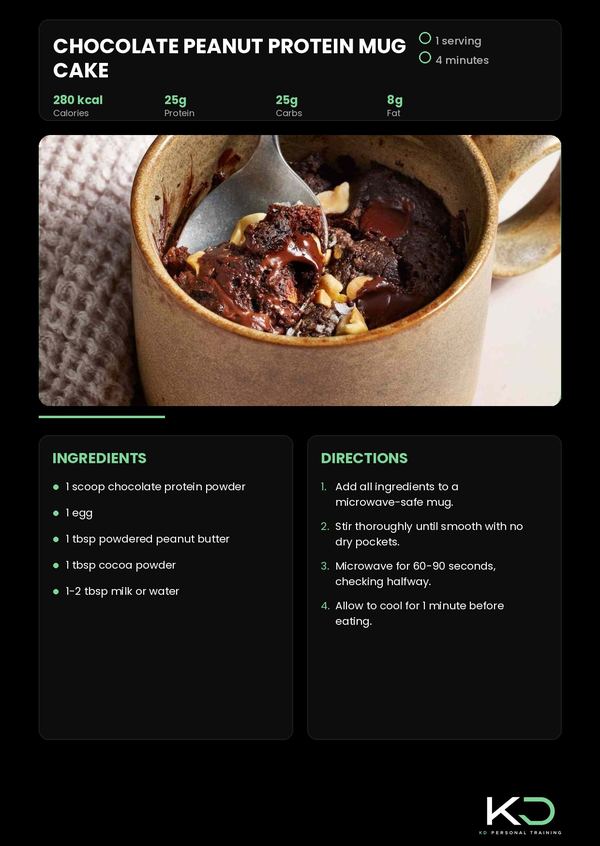 CHOCOLATE PEANUT PROTEIN MUG
CAKE
1 serving
4 minutes
280 kcal
Calories
25g
Protein
25g
Carbs
8g
Fat
INGREDIENTS
1 scoop chocolate protein powder
1 egg
1 tbsp powdered peanut butter
1 tbsp cocoa powder
1-2 tbsp milk or water
DIRECTIONS
1. Add all ingredients to a
microwave-safe mug.
2. Stir thoroughly until smooth with no
dry pockets.
3. Microwave for 60-90 seconds,
checking halfway.
4. Allow to cool for 1 minute before
eating.
KD
KD PERSONAL TRAINING